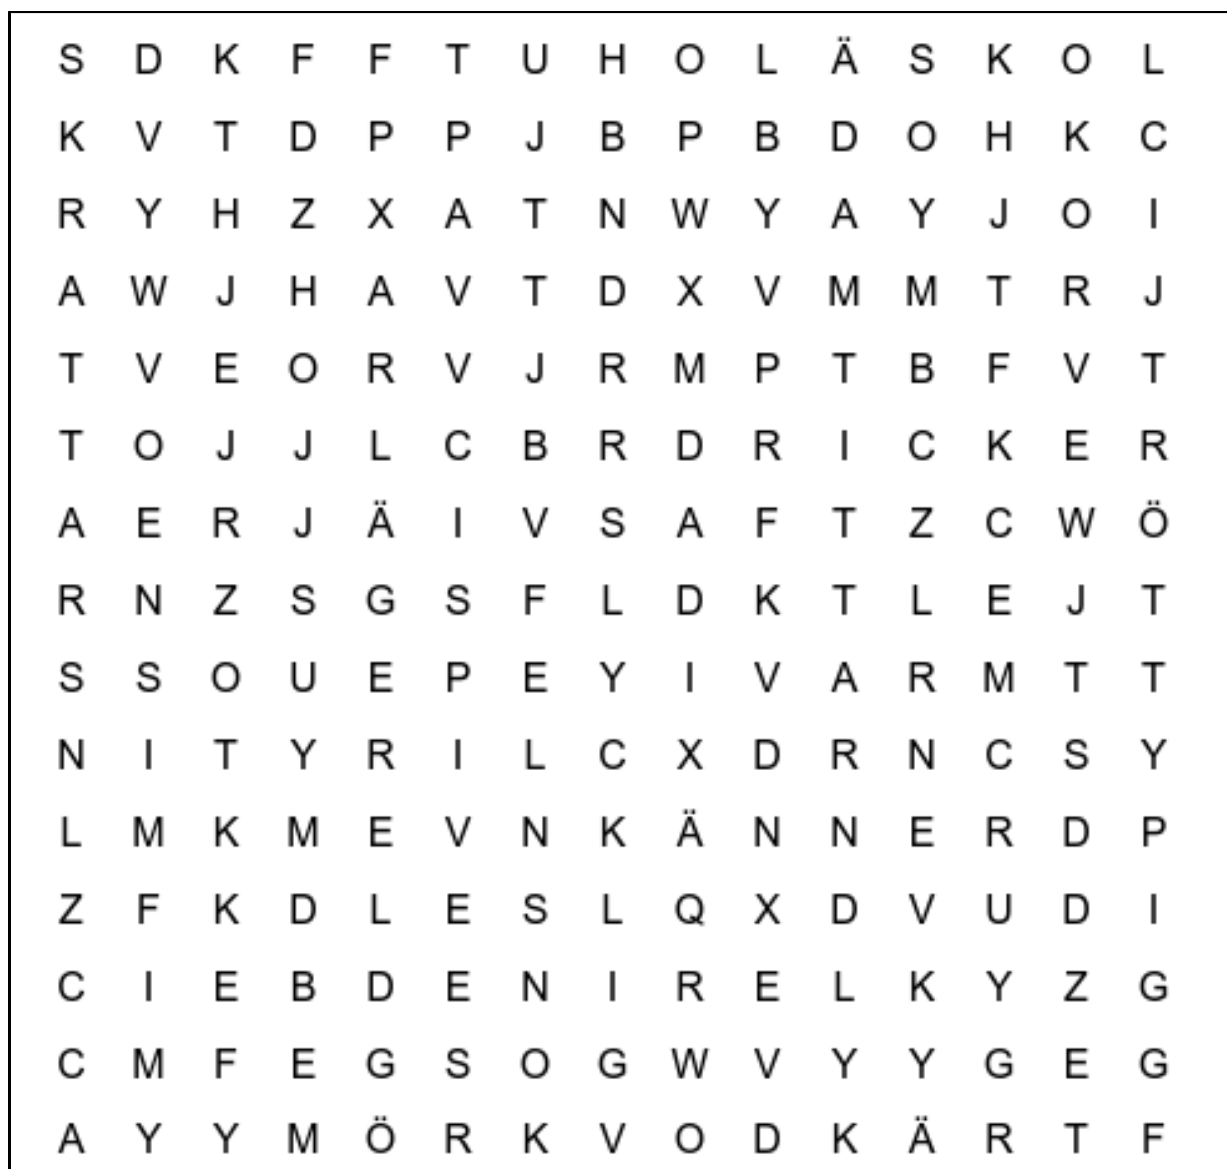 S D K F F T U H O L Ä S K O L
K V T D P P J B P B D O H K C
R Y H Z X A T N W Y A Y J O I
A W J H A V T D X V M M T R J
T V E O R V J R M P T B F V T
T O J J L C B R D R I C K E R
A E R J Ä I V S A F T Z C W Ö
R N Z S G S F L D K T L E J T
S S O U E P E Y I V A R M T T
N I T Y R I L C X D R N C S Y
L M K M E V N K Ä N N E R D P
Z F K D L E S L Q X D V U D I
C I E B D E N I R E L K Y Z G
C M F E G S O G W V Y Y G E G
A Y Y M Ö R K V O D K Ä R T F